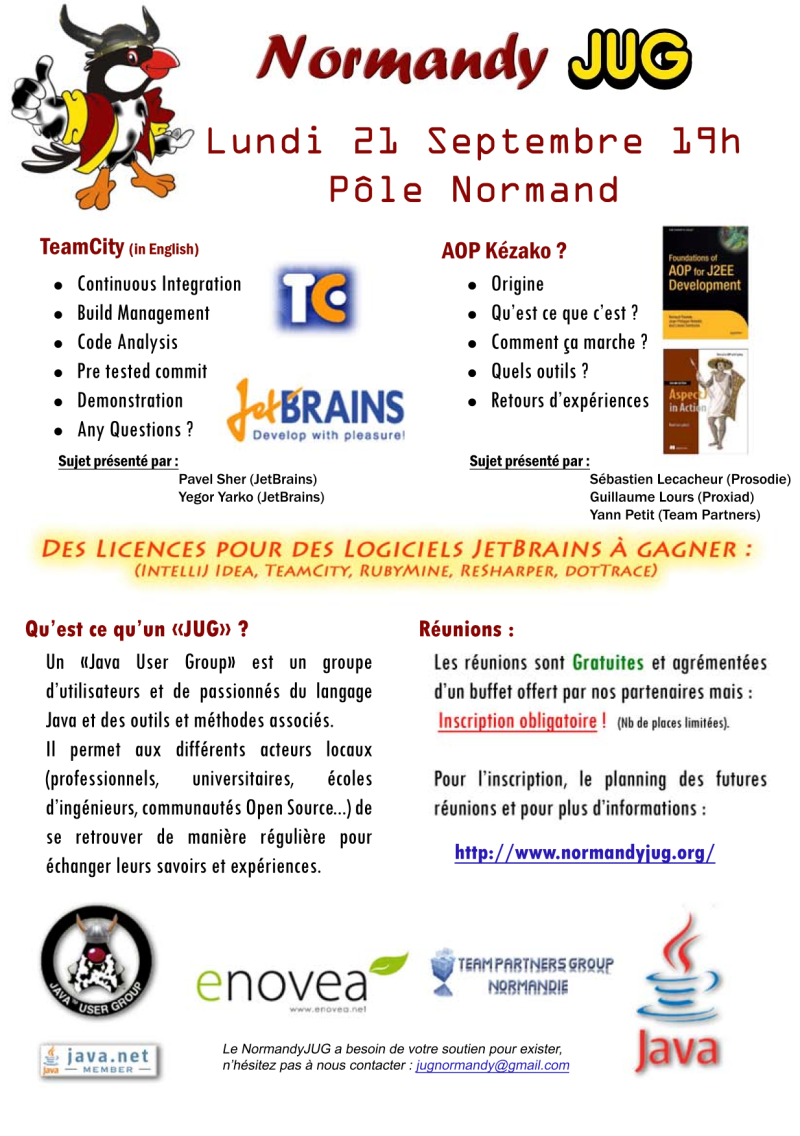 Normandy JUG
Lundi 21 Septembre 19h
Pôle Normand
TeamCity (in English)
• Continuous Integration
• Build Management
• Code Analysis
• Pre tested commit
• Demonstration
• Any Questions ?
TC
JetBRAINS
Develop with pleasure!
Sujet présenté par :
Pavel Sher (JetBrains)
Yegor Yarko (JetBrains)
AOP Kézako ?
• Origine
• Qu'est ce que c'est ?
• Comment ça marche ?
• Quels outils ?
• Retours d'expériences
Foundations of
AOP for J2EE
Development
AspectJ
in Action
Sujet présenté par :
Sébastien Lecacheur (Prosodie)
Guillaume Lours (Proxiad)
Yann Petit (Team Partners)
Des Licences pour des Logiciels JetBrains à gagner :
(IntelliJ Idea, TeamCity, RubyMine, ReSharper, dotTrace)
Qu'est ce qu'un «JUG» ?
Un «Java User Group» est un groupe
d'utilisateurs et de passionnés du langage
Java et des outils et méthodes associés.
Il permet aux différents acteurs locaux
(professionnels, universitaires, écoles
d'ingénieurs, communautés Open Source...) de
se retrouver de manière régulière pour
échanger leurs savoirs et expériences.
Réunions :
Les réunions sont Gratuites et agrémentées
d'un buffet offert par nos partenaires mais :
Inscription obligatoire ! (Nb de places limitées).
Pour l'inscription, le planning des futures
réunions et pour plus d'informations :
http://www.normandyjug.org/
JAVA USER GROUP
enovea
www.enovea.net
TEAM PARTNERS GROUP
NORMANDIE
Java
java.net
MEMBER
Java
Le NormandyJUG a besoin de votre soutien pour exister,
n'hésitez pas à nous contacter : jugnormandy@gmail.com